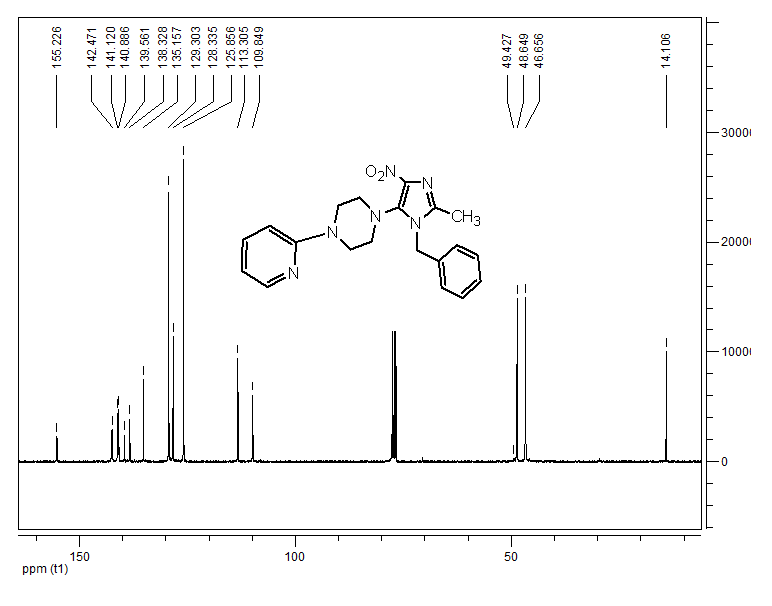 155.226
142.471
141.120
140.886
139.561
138.328
135.157
129.303
128.335
125.856
113.305
109.849
49.427
48.649
46.656
14.106
30000
20000
10000
0
O2N
N
N
CH3
N
N
N
N
150
100
50
ppm (t1)